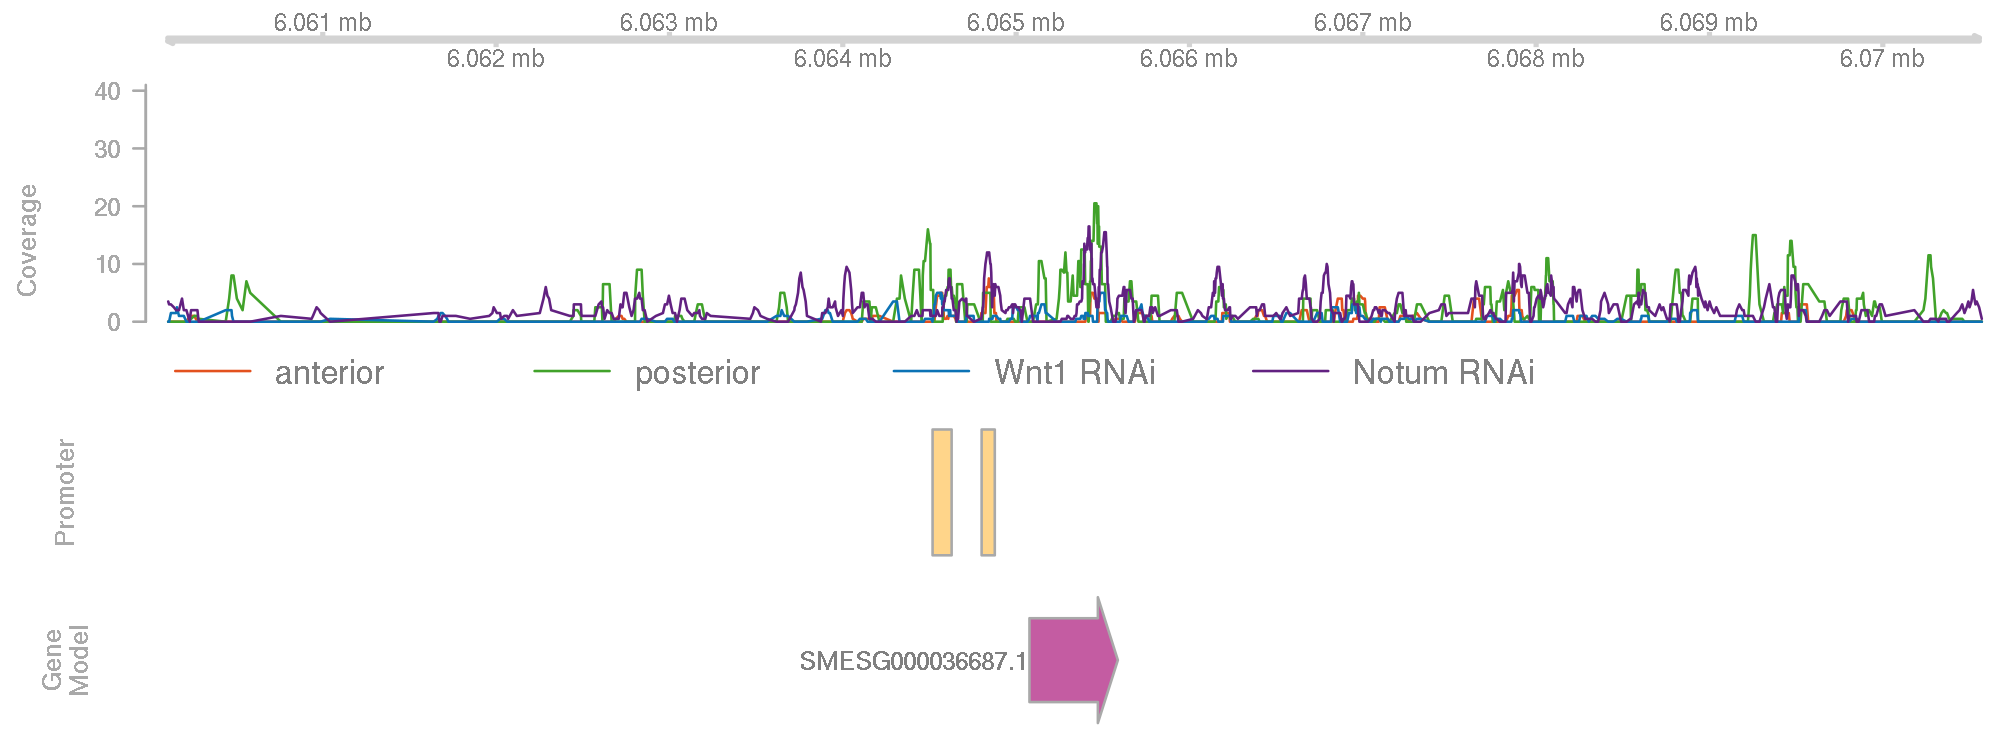 6.061 mb 6.063 mb 6.065 mb 6.067 mb 6.069 mb
6.062 mb 6.064 mb 6.066 mb 6.068 mb 6.07 mb
Coverage
40
30
20
10
0
anterior posterior Wnt1 RNAi Notum RNAi
Promoter
Gene
Model
SMESG000036687.1